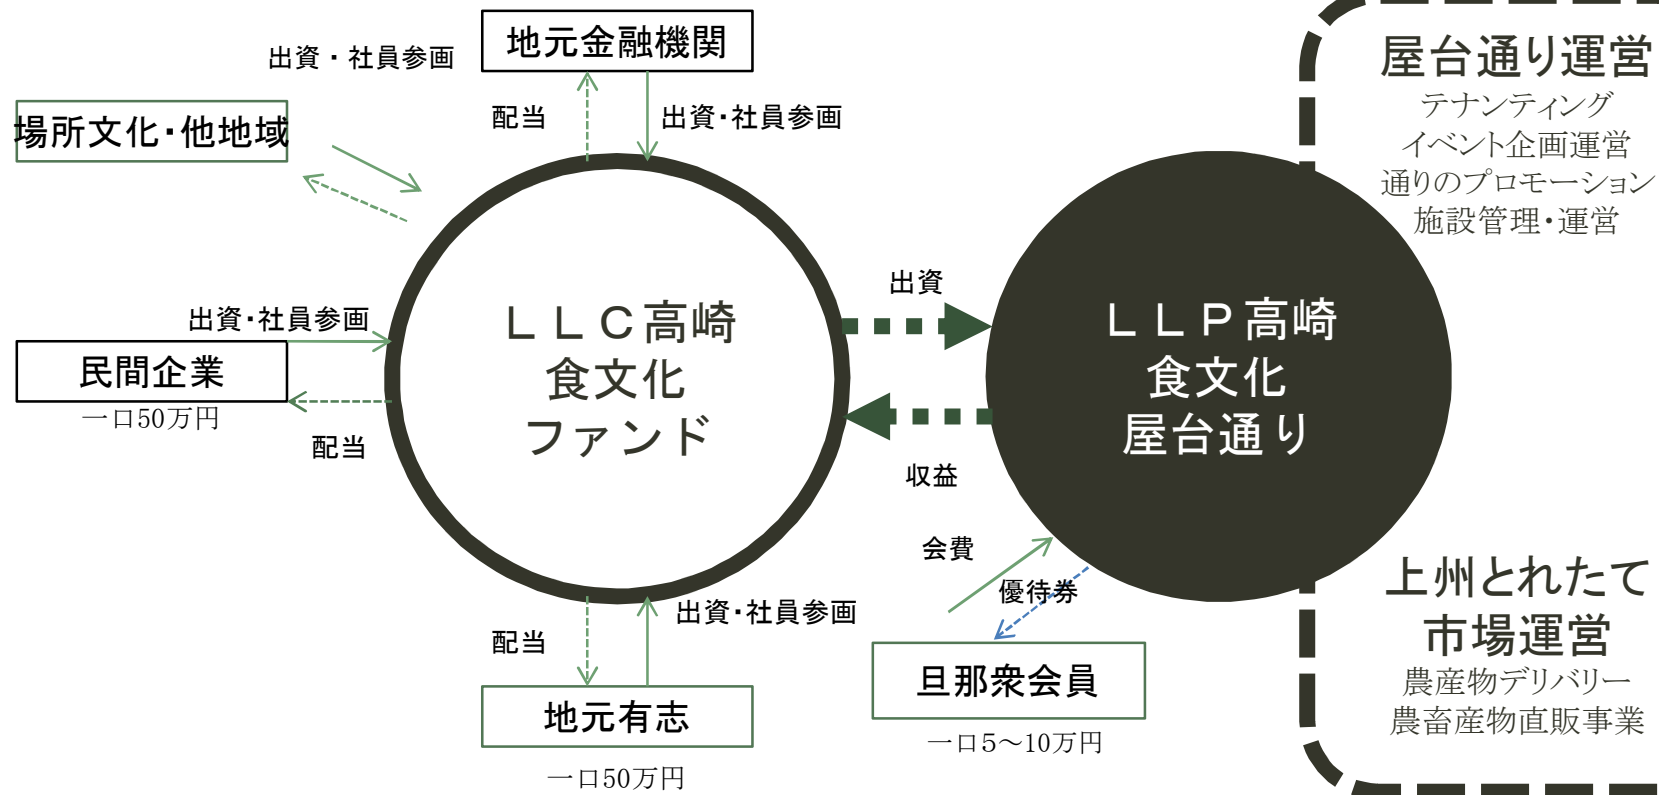 地元金融機関
出資・社員参画
場所文化・他地域
配当
出資・社員参画
出資・社員参画
民間企業
一口50万円
配当
ＬＬＣ高崎
食文化
ファンド
出資
収益
ＬＬＰ高崎
食文化
屋台通り
配当
出資・社員参画
地元有志
一口50万円
会費
優待券
旦那衆会員
一口5～10万円
屋台通り運営
テナンティング
イベント企画運営
通りのプロモーション
施設管理・運営
上州とれたて
市場運営
農産物デリバリー
農畜産物直販事業